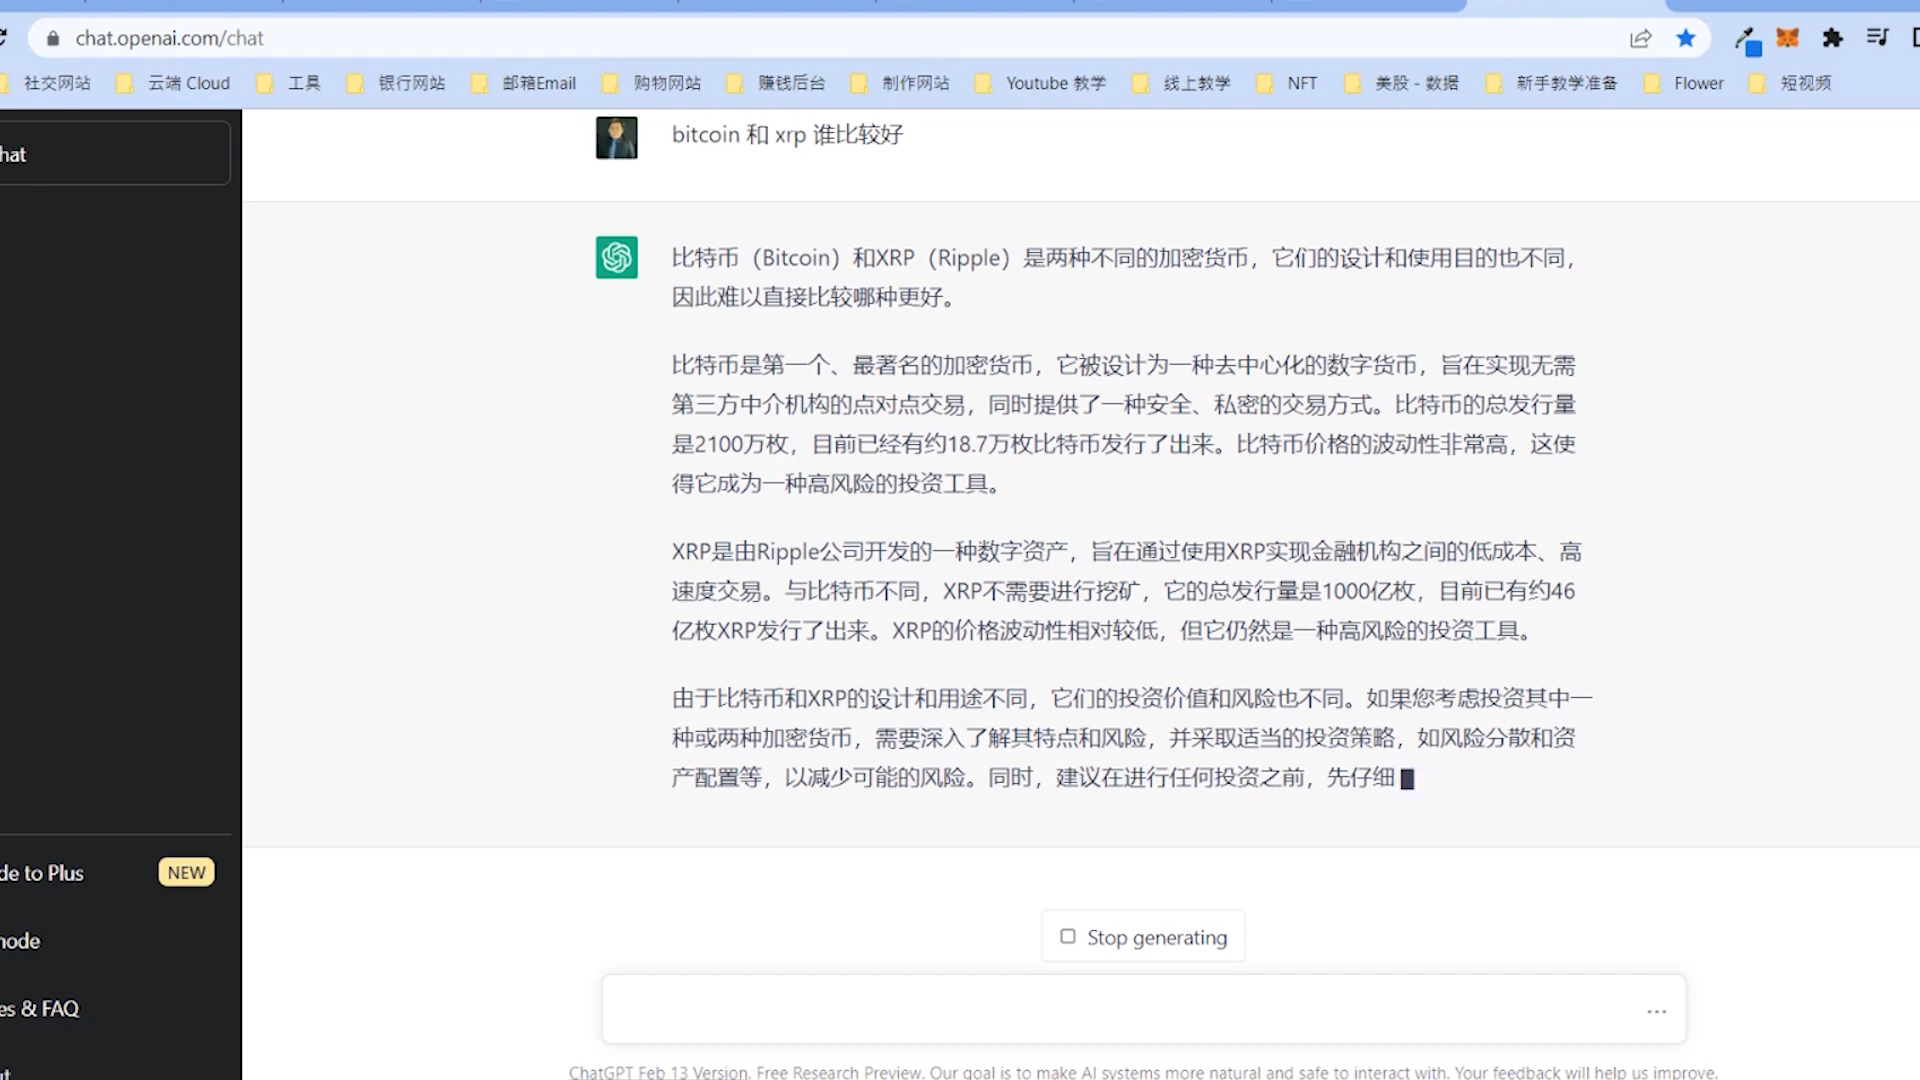 chat.openai.com/chat
社交网站 云端 Cloud 工具 银行网站 邮箱Email 购物网站 赚钱后台 制作网站 Youtube 教学 线上教学 NFT 美股 - 数据 新手教学准备 Flower 短视频
hat
bitcoin 和 xrp 谁比较好
比特币（Bitcoin）和XRP（Ripple）是两种不同的加密货币，它们的设计和使用目的也不同，
因此难以直接比较哪种更好。
比特币是第一个、最著名的加密货币，它被设计为一种去中心化的数字货币，旨在实现无需
第三方中介机构的点对点交易，同时提供了一种安全、私密的交易方式。比特币的总发行量
是2100万枚，目前已经有约18.7万枚比特币发行了出来。比特币价格的波动性非常高，这使
得它成为一种高风险的投资工具。
XRP是由Ripple公司开发的一种数字资产，旨在通过使用XRP实现金融机构之间的低成本、高
速度交易。与比特币不同，XRP不需要进行挖矿，它的总发行量是1000亿枚，目前已有约46
亿枚XRP发行了出来。XRP的价格波动性相对较低，但它仍然是一种高风险的投资工具。
由于比特币和XRP的设计和用途不同，它们的投资价值和风险也不同。如果您考虑投资其中一
种或两种加密货币，需要深入了解其特点和风险，并采取适当的投资策略，如风险分散和资
产配置等，以减少可能的风险。同时，建议在进行任何投资之前，先仔细
de to Plus NEW
node
es & FAQ
Stop generating
ChatGPT Feb 13 Version. Free Research Preview. Our goal is to make AI systems more natural and safe to interact with. Your feedback will help us improve.